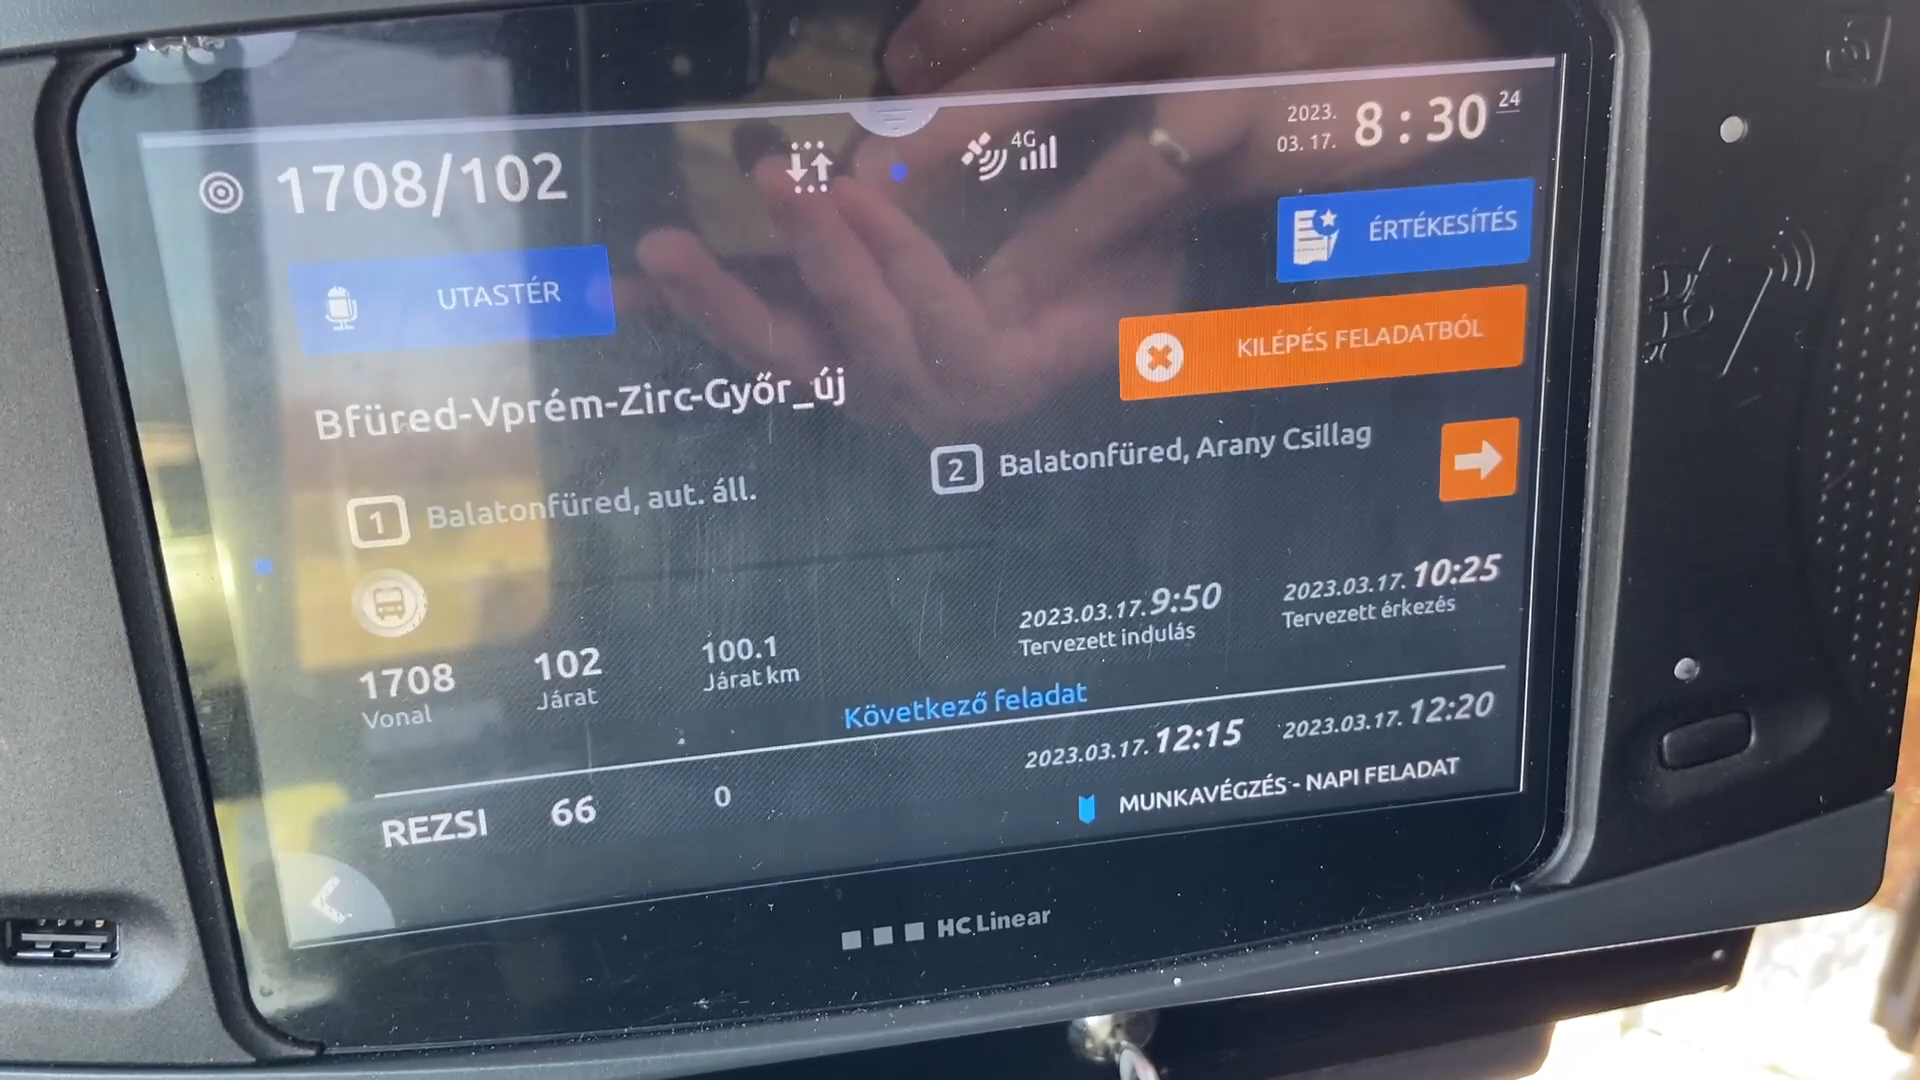 1708/102
4G
2023.
03. 17.
8 : 30 24
UTASTÉR
ÉRTÉKESÍTÉS
KILÉPÉS FELADATBÓL
Bfüred-Vprém-Zirc-Győr_új
1 Balatonfüred, aut. áll.
2 Balatonfüred, Arany Csillag
1708
Vonal
102
Járat
100.1
Járat km
2023.03.17. 9:50
Tervezett indulás
2023.03.17. 10:25
Tervezett érkezés
Következő feladat
REZSI 66 0
2023.03.17. 12:15 2023.03.17. 12:20
MUNKAVÉGZÉS - NAPI FELADAT
HC Linear